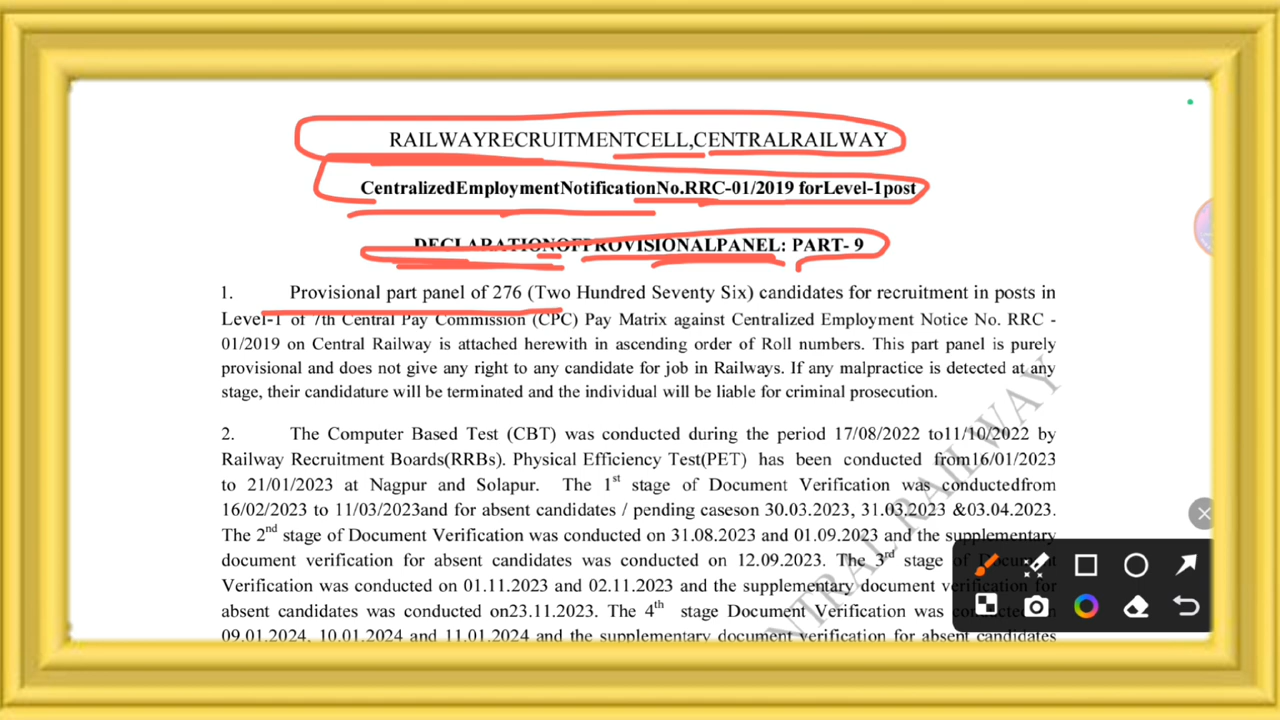 RAILWAYRECRUITMENTCELL,CENTRALRAILWAY
CentralizedEmploymentNotificationNo.RRC-01/2019 forLevel-1post
DECLARATIONOFPROVISIONALPANEL: PART- 9
1. Provisional part panel of 276 (Two Hundred Seventy Six) candidates for recruitment in posts in
Level-1 of 7th Central Pay Commission (CPC) Pay Matrix against Centralized Employment Notice No. RRC -
01/2019 on Central Railway is attached herewith in ascending order of Roll numbers. This part panel is purely
provisional and does not give any right to any candidate for job in Railways. If any malpractice is detected at any
stage, their candidature will be terminated and the individual will be liable for criminal prosecution.
2. The Computer Based Test (CBT) was conducted during the period 17/08/2022 to11/10/2022 by
Railway Recruitment Boards(RRBs). Physical Efficiency Test(PET) has been conducted from16/01/2023
to 21/01/2023 at Nagpur and Solapur. The 1st stage of Document Verification was conductedfrom
16/02/2023 to 11/03/2023and for absent candidates / pending caseson 30.03.2023, 31.03.2023 &03.04.2023.
The 2nd stage of Document Verification was conducted on 31.08.2023 and 01.09.2023 and the supplementary
document verification for absent candidates was conducted on 12.09.2023. The 3rd stage of Document
Verification was conducted on 01.11.2023 and 02.11.2023 and the supplementary document verification for
absent candidates was conducted on23.11.2023. The 4th stage Document Verification was conducted on
09.01.2024, 10.01.2024 and 11.01.2024 and the supplementary document verification for absent candidates
NTRAL RAILWAY